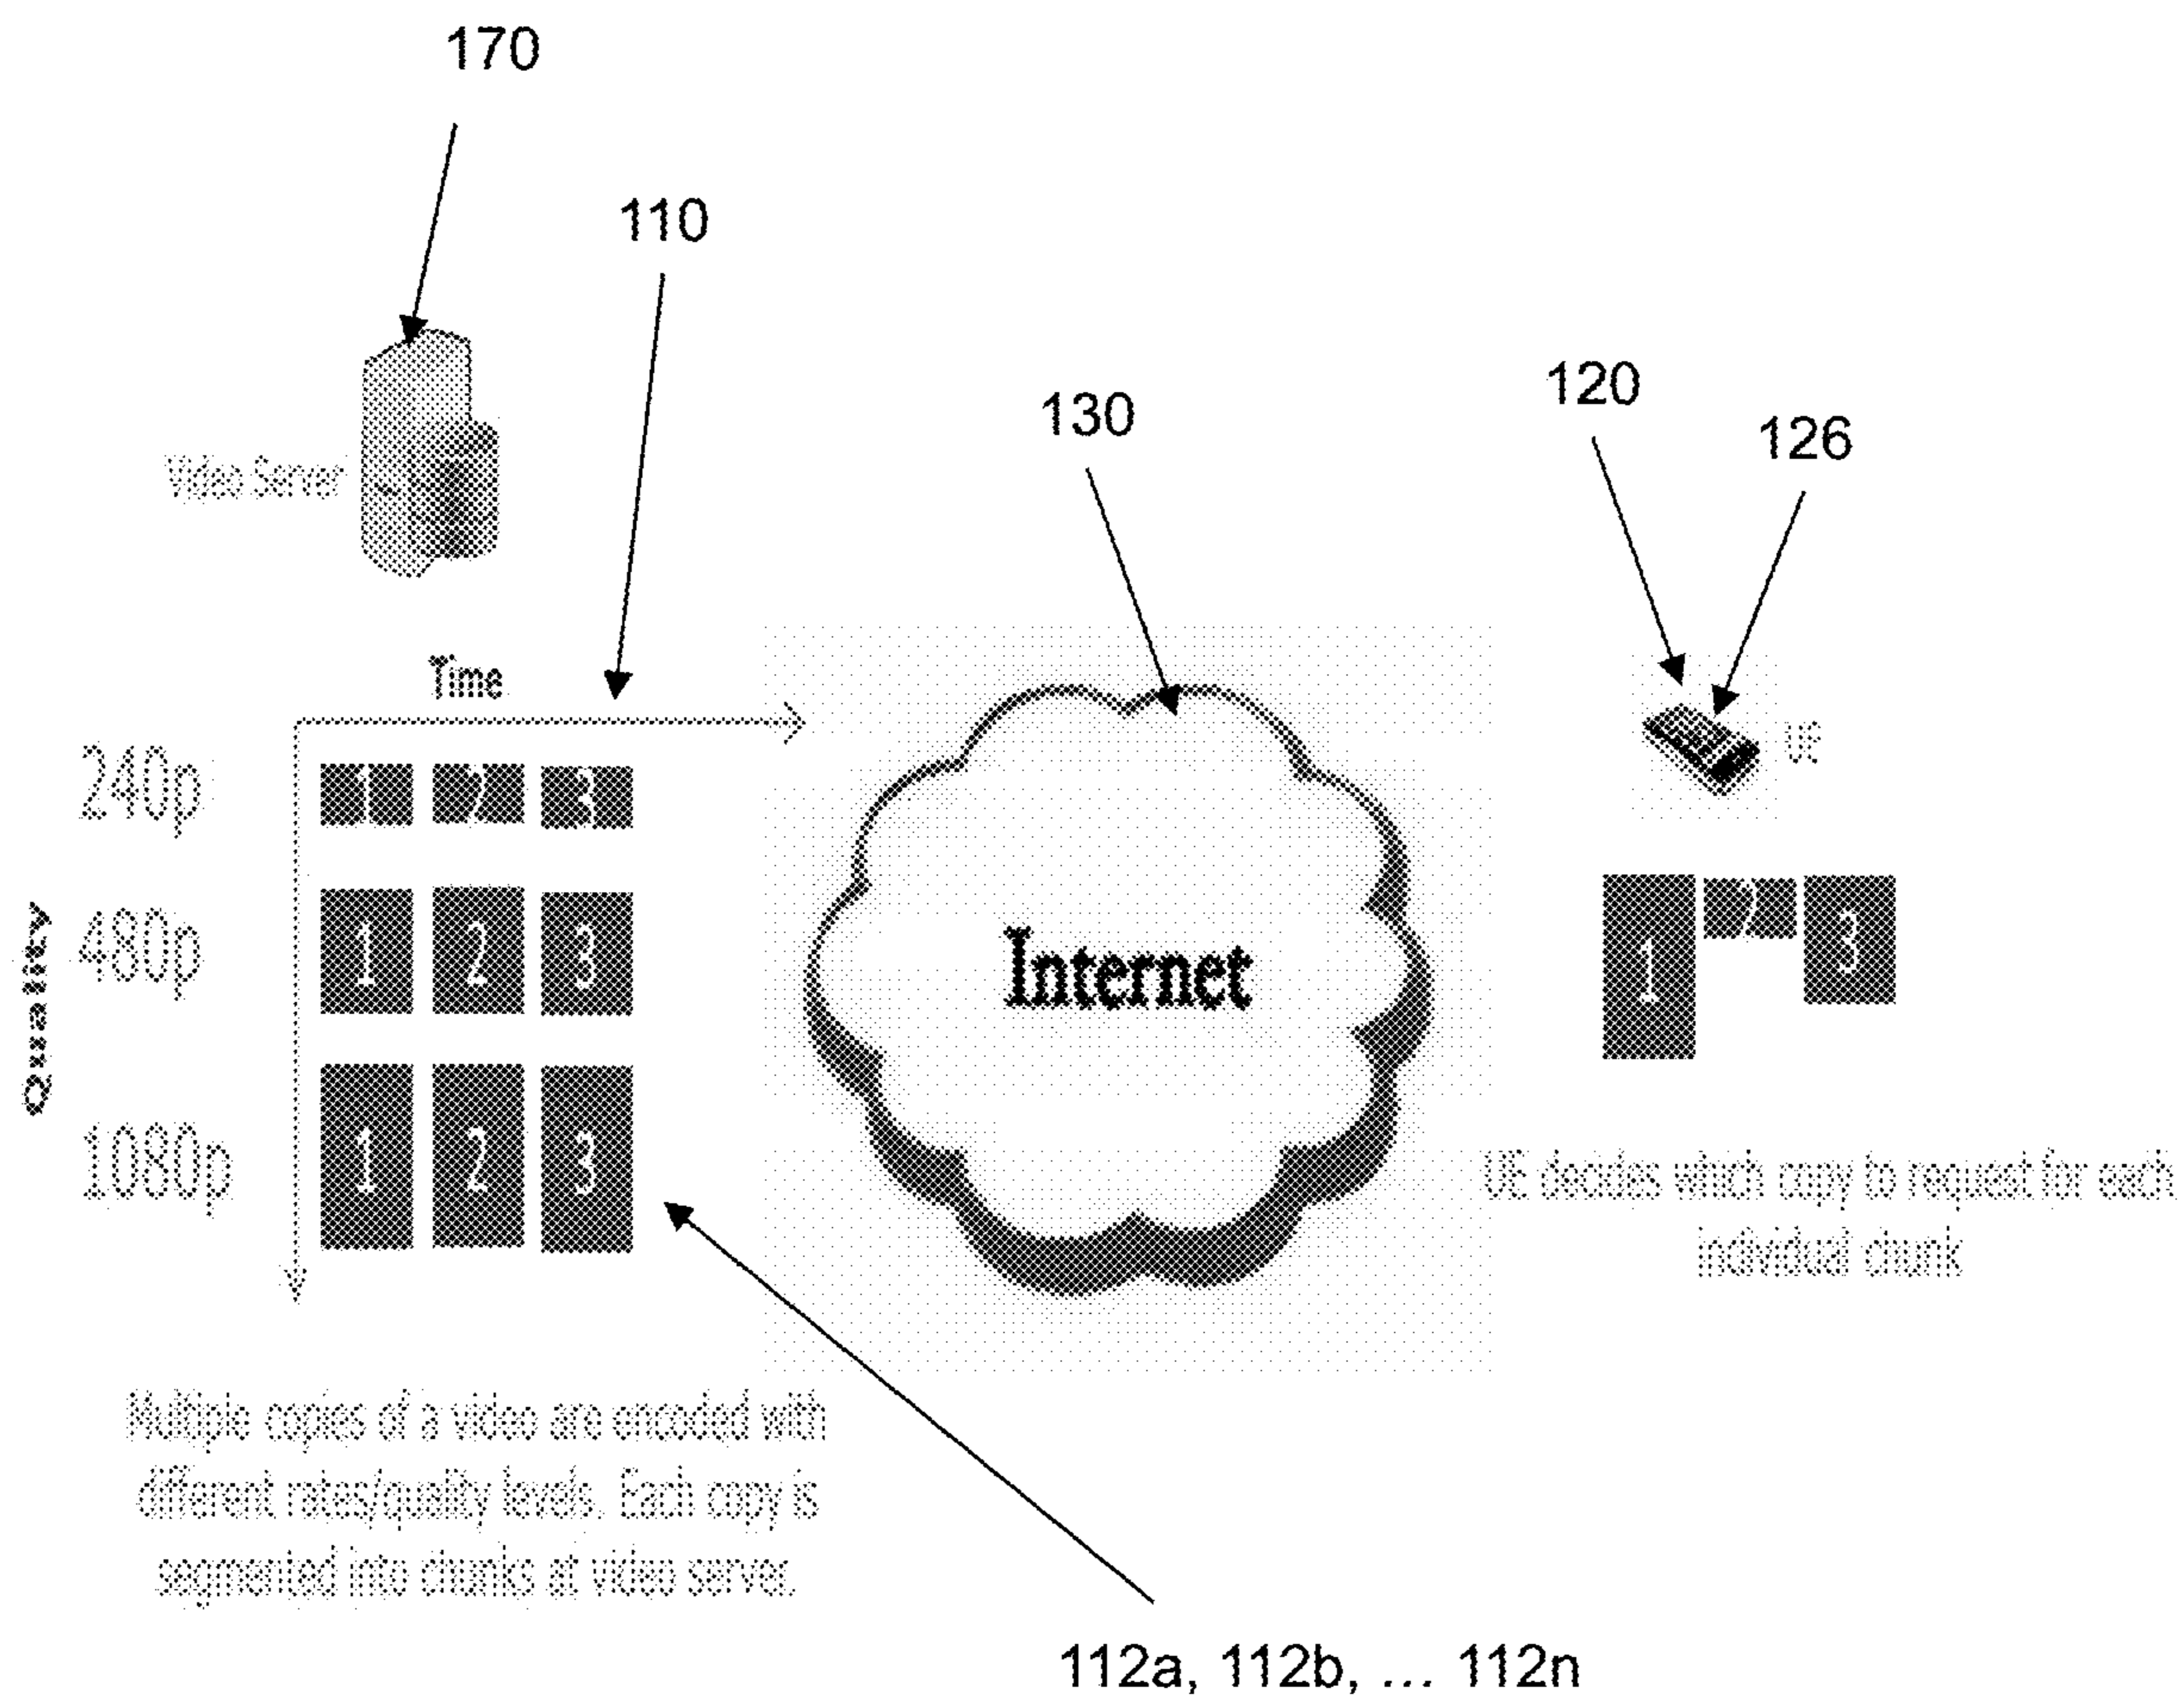 170
110
130
120
126
Video Server
Time
UE
Quality
240p
1 2 3
480p
1 2 3
1080p
1 2 3
Internet
1 2 3
UE decides which copy to request for each
individual chunk
Multiple copies of a video are encoded with
different rates/quality levels. Each copy is
segmented into chunks at video server.
112a, 112b, ... 112n